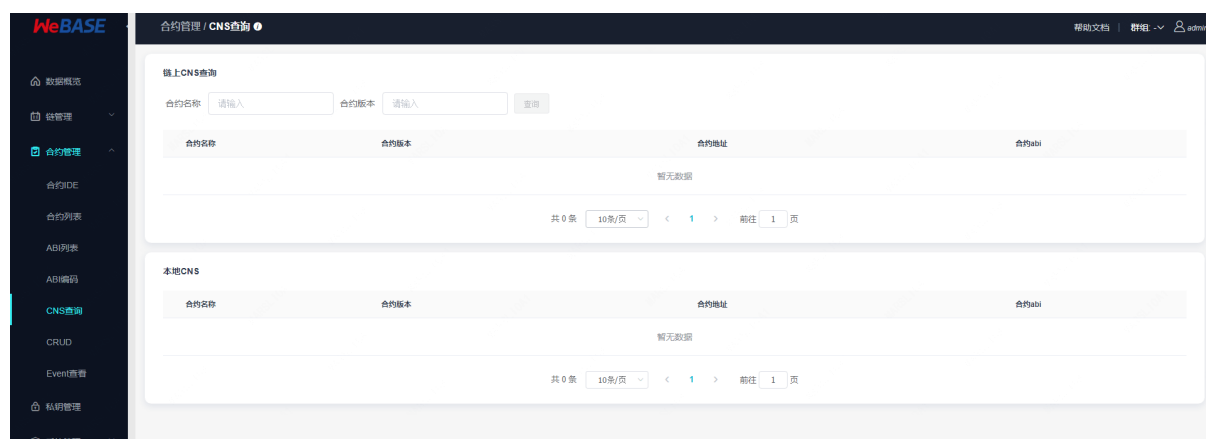 WeBASE
合约管理 / CNS查询
帮助文档 | 群组: -
admin
数据概览
链管理
合约管理
合约IDE
合约列表
ABI列表
ABI编码
CNS查询
CRUD
Event查看
私钥管理
链上CNS查询
合约名称 请输入 合约版本 请输入 查询
合约名称 合约版本 合约地址 合约abi
暂无数据
共 0 条 10条/页 < 1 > 前往 1 页
本地CNS
合约名称 合约版本 合约地址 合约abi
暂无数据
共 0 条 10条/页 < 1 > 前往 1 页